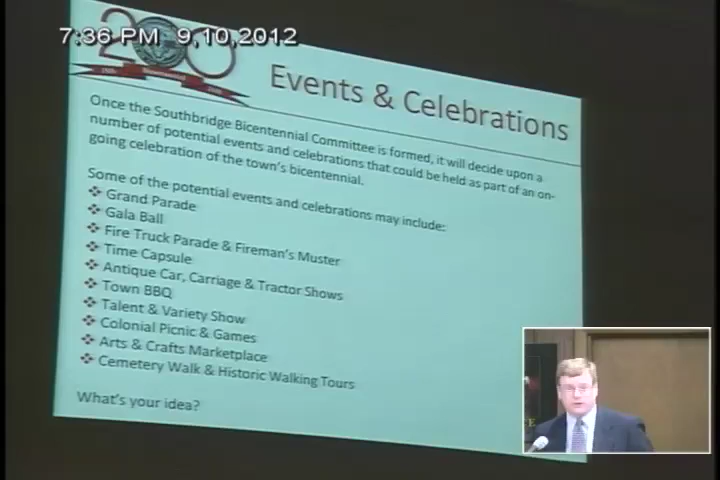 7:36 PM 9,10,2012
200
Bicentennial
Events & Celebrations
Once the Southbridge Bicentennial Committee is formed, it will decide upon a
number of potential events and celebrations that could be held as part of an on-
going celebration of the town's bicentennial.
Some of the potential events and celebrations may include:
Grand Parade
Gala Ball
Fire Truck Parade & Fireman's Muster
Time Capsule
Antique Car, Carriage & Tractor Shows
Town BBQ
Talent & Variety Show
Colonial Picnic & Games
Arts & Crafts Marketplace
Cemetery Walk & Historic Walking Tours
What's your idea?